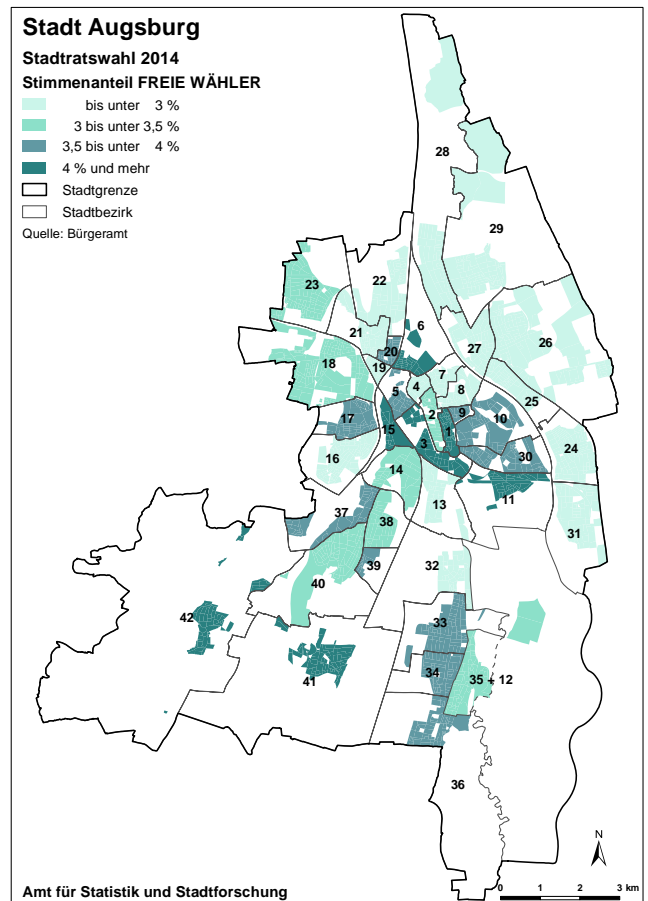 Stadt Augsburg
Stadtratswahl 2014
Stimmenanteil FREIE WÄHLER
bis unter 3 %
3 bis unter 3,5 %
3,5 bis unter 4 %
4 % und mehr
Stadtgrenze
Stadtbezirk
Quelle: Bürgeramt
28
29
22
23
6
21
26
27
20
19
18
7
4
5
8
25
2
9
17
10
15
1
3
24
16
30
14
11
13
37
38
31
39
32
40
42
33
41
34
35 + 12
36
N
Amt für Statistik und Stadtforschung
0 1 2 3 km